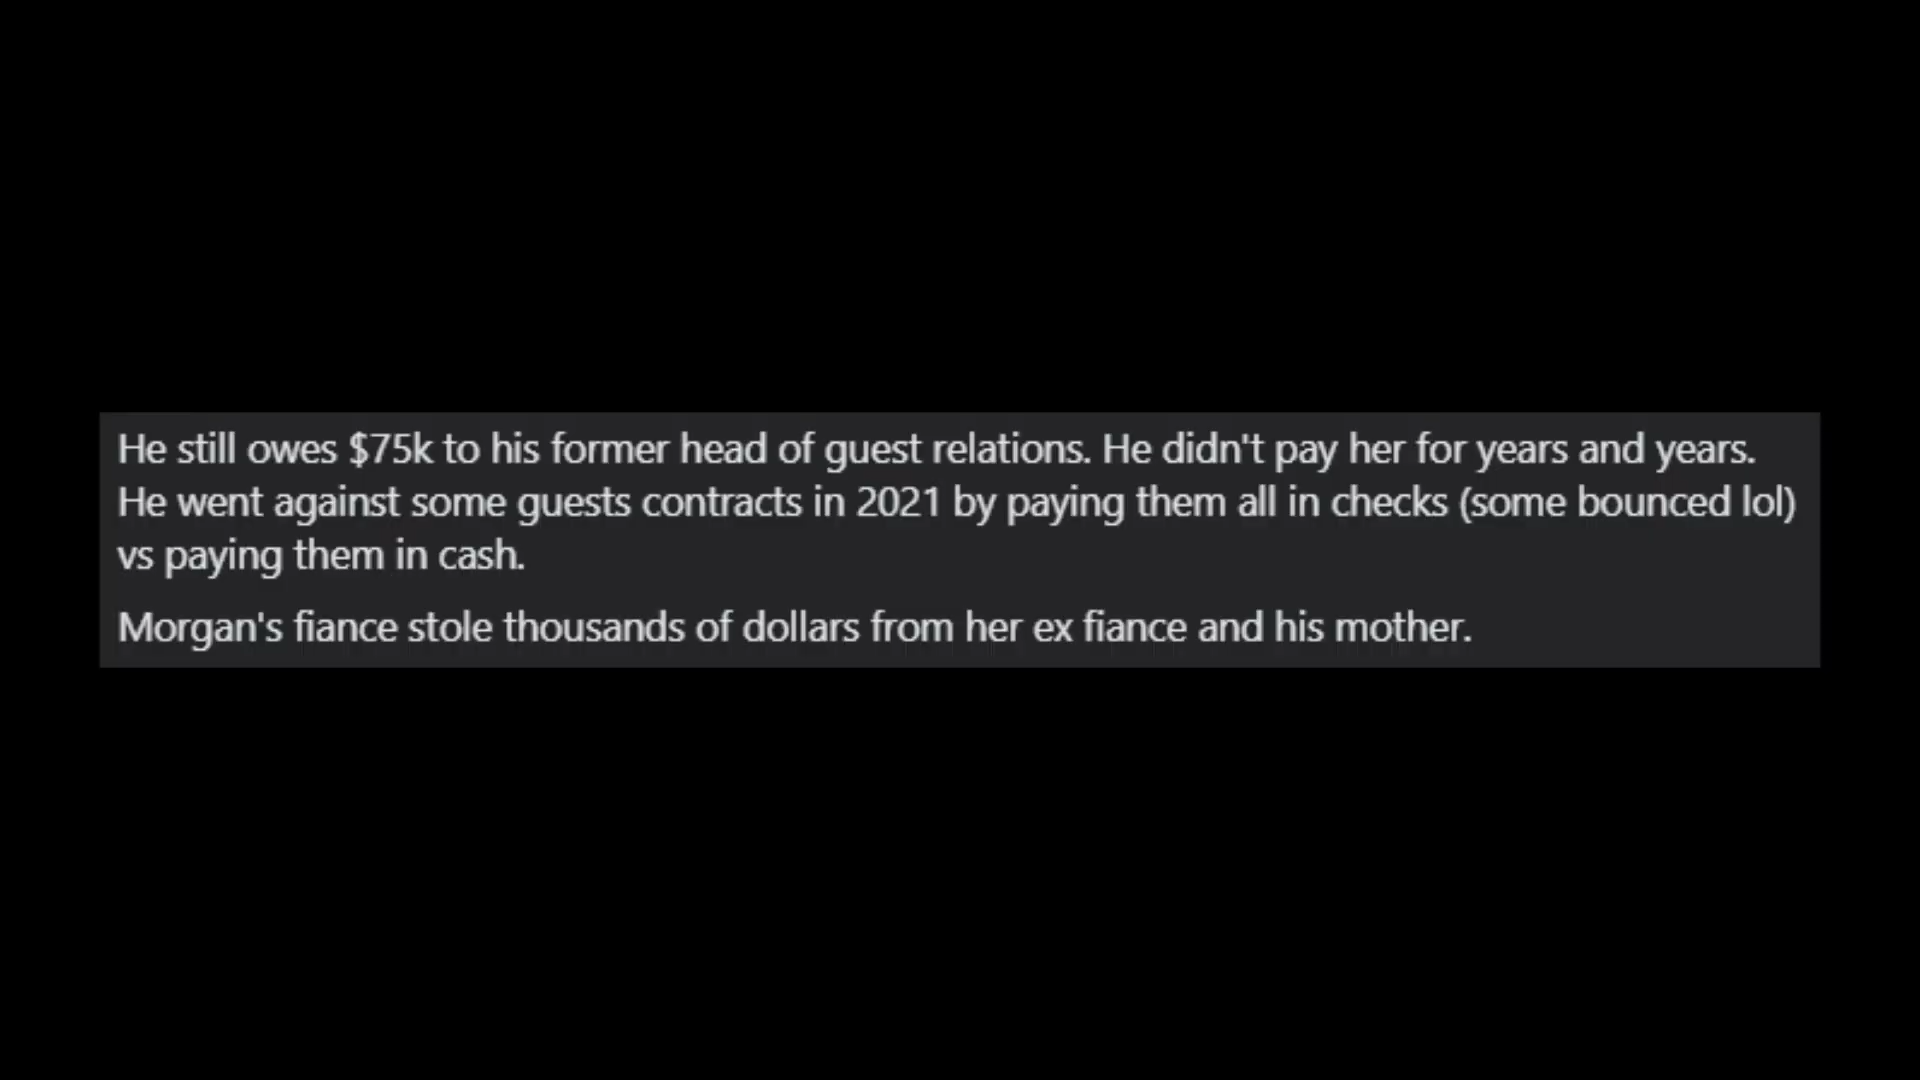 He still owes $75k to his former head of guest relations. He didn't pay her for years and years.
He went against some guests contracts in 2021 by paying them all in checks (some bounced lol)
vs paying them in cash.
Morgan's fiance stole thousands of dollars from her ex fiance and his mother.